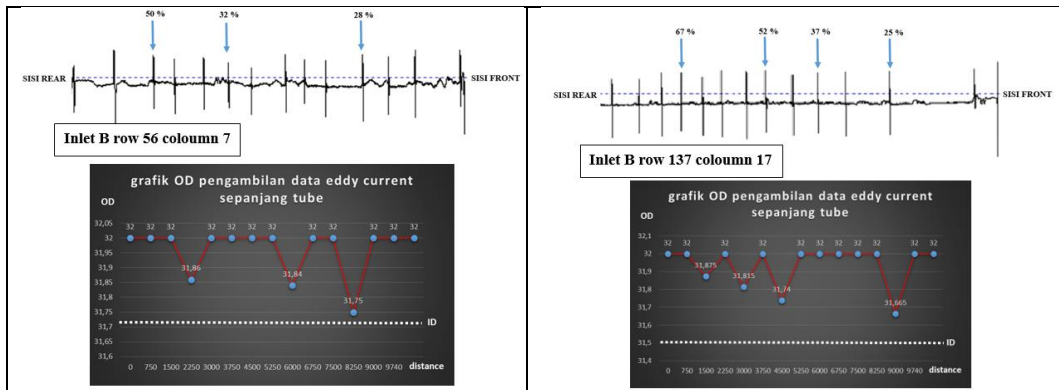 50 %
32 %
28 %
SISI REAR
SISI FRONT
Inlet B row 56 coloumn 7
grafik OD pengambilan data eddy current
sepanjang tube
OD
32,05
32
31,95
31,9
31,85
31,8
31,75
31,7
31,65
31,6
32 32 32 32 32 32 32 32 32 32 32 32
31,86
31,84
31,75
ID
0 750 1500 2250 3000 3750 4500 5250 6000 6750 7500 8250 9000 9740 distance
67 %
52 %
37 %
25 %
SISI REAR
SISI FRONT
Inlet B row 137 coloumn 17
grafik OD pengambilan data eddy current
sepanjang tube
OD
32,1
32
31,9
31,8
31,7
31,6
31,5
31,4
32 32 32 32 32 32 32 32 32 32 32
31,875
31,815
31,74
31,665
ID
0 750 1500 2250 3000 3750 4500 5250 6000 6750 7500 8250 9000 9740 distance